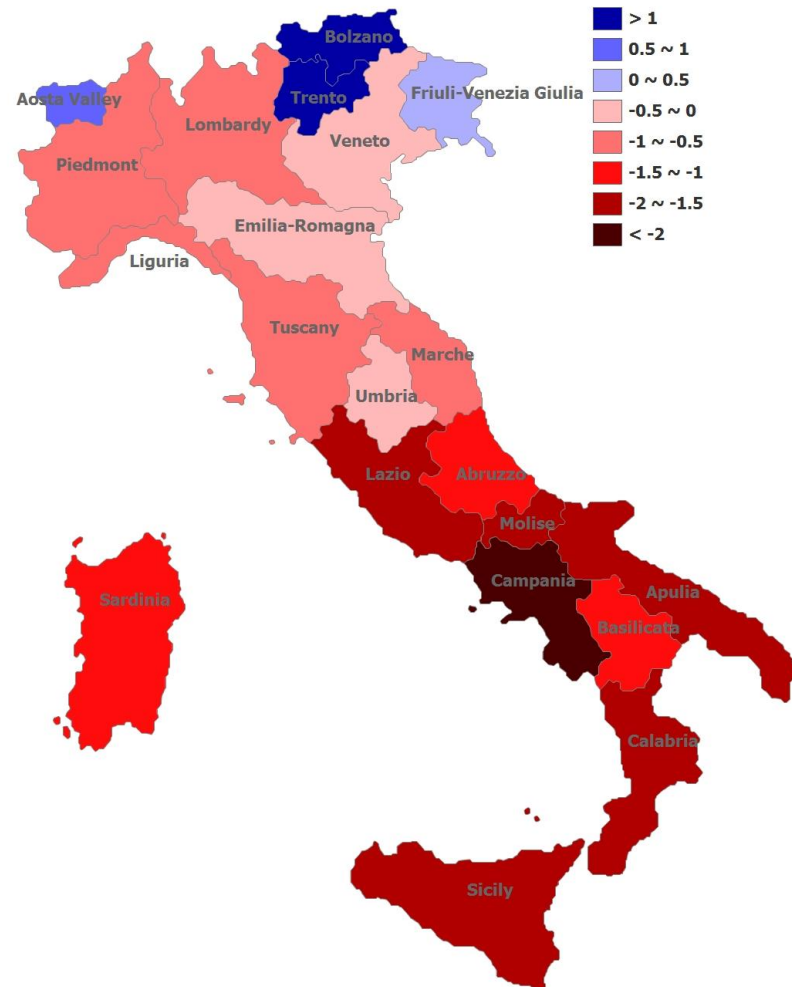 Bolzano
> 1
0.5 ~ 1
0 ~ 0.5
-0.5 ~ 0
-1 ~ -0.5
-1.5 ~ -1
-2 ~ -1.5
< -2
Aosta Valley
Trento
Friuli-Venezia Giulia
Lombardy
Veneto
Piedmont
Emilia-Romagna
Liguria
Tuscany
Marche
Umbria
Lazio
Abruzzo
Molise
Campania
Apulia
Sardinia
Basilicata
Calabria
Sicily